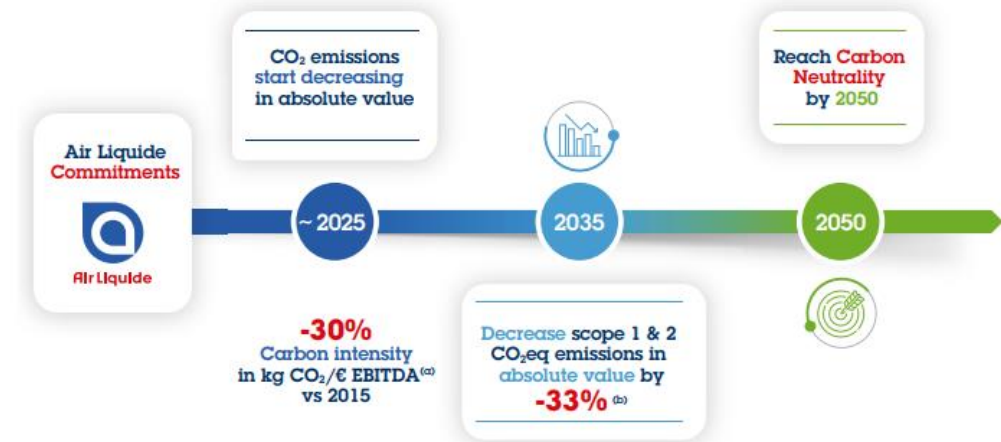 Air Liquide
Commitments
Air Liquide
CO₂ emissions
start decreasing
in absolute value
~ 2025
-30%
Carbon intensity
in kg CO₂/€ EBITDA⁽ᵃ⁾
vs 2015
2035
Decrease scope 1 & 2
CO₂eq emissions in
absolute value by
-33% ⁽ᵇ⁾
Reach Carbon
Neutrality
by 2050
2050